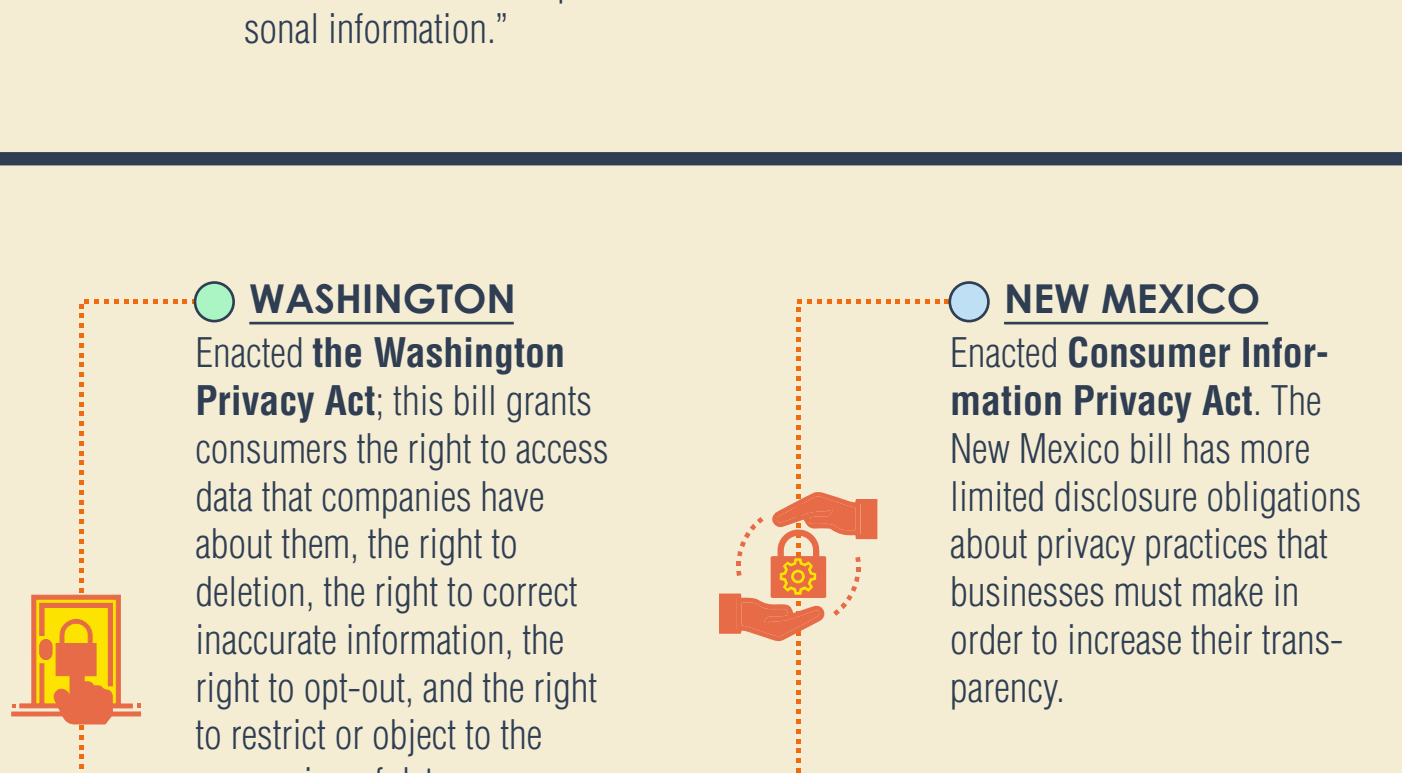 sonal information.”
WASHINGTON
Enacted the Washington
Privacy Act; this bill grants
consumers the right to access
data that companies have
about them, the right to
deletion, the right to correct
inaccurate information, the
right to opt-out, and the right
to restrict or object to the
NEW MEXICO
Enacted Consumer Infor-
mation Privacy Act. The
New Mexico bill has more
limited disclosure obligations
about privacy practices that
businesses must make in
order to increase their trans-
parency.